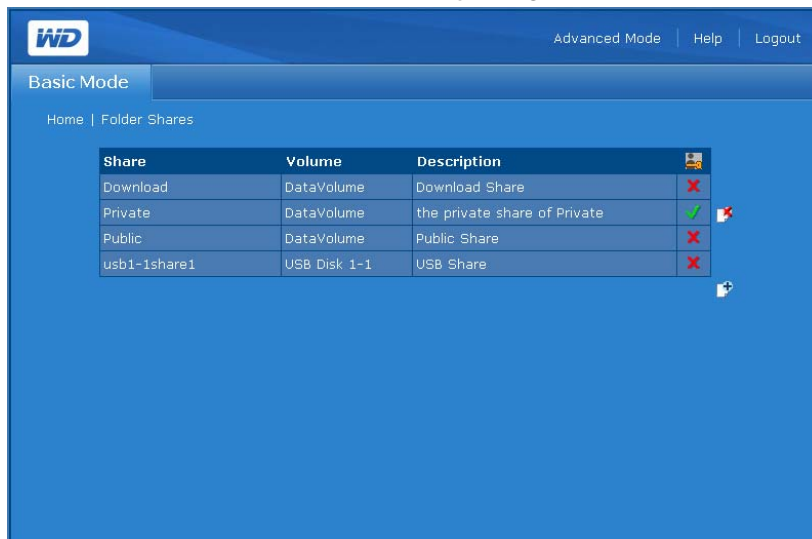 WD
Advanced Mode | Help | Logout
Basic Mode
Home | Folder Shares
Share Volume Description
Download DataVolume Download Share
Private DataVolume the private share of Private
Public DataVolume Public Share
usb1-1share1 USB Disk 1-1 USB Share